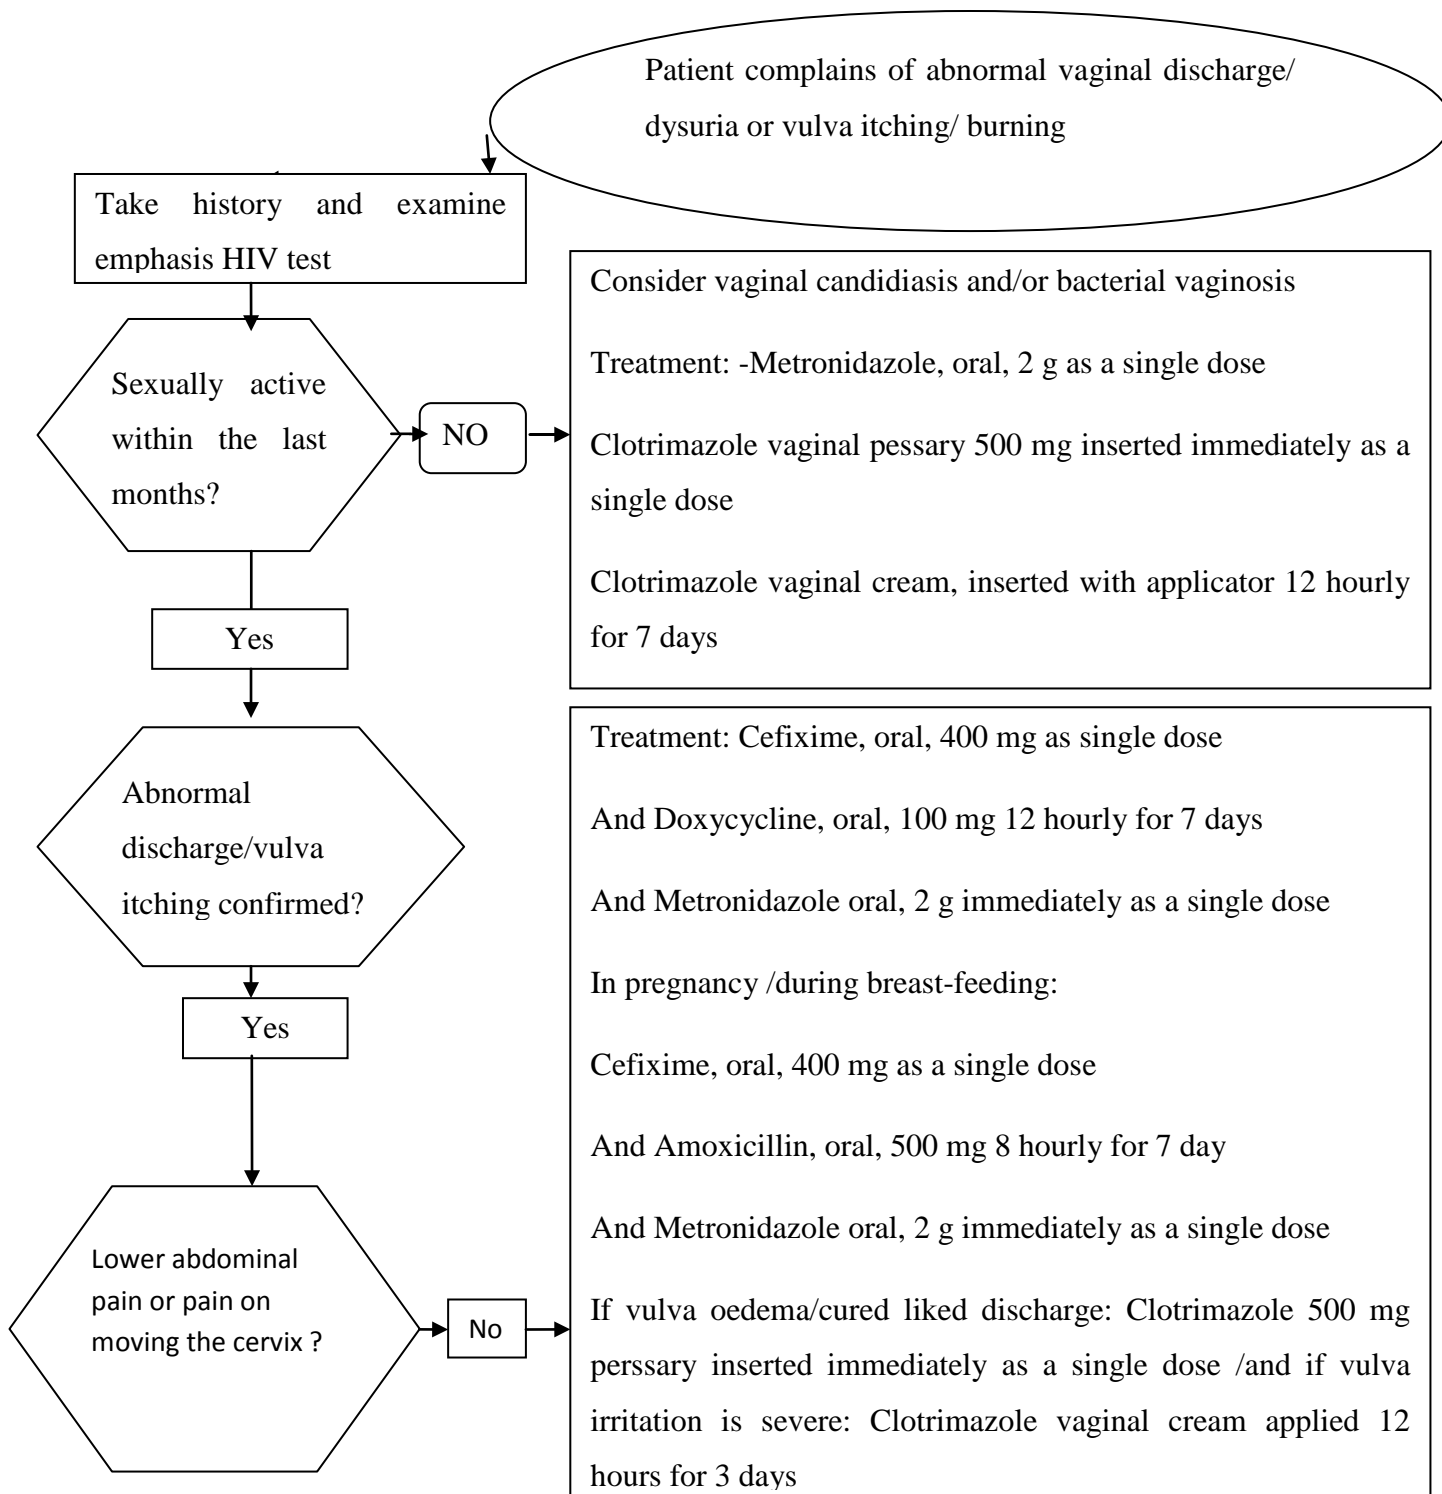 Patient complains of abnormal vaginal discharge/
dysuria or vulva itching/ burning
Take history and examine
emphasis HIV test
Sexually active
within the last
months?
NO
Consider vaginal candidiasis and/or bacterial vaginosis
Treatment: -Metronidazole, oral, 2 g as a single dose
Clotrimazole vaginal pessary 500 mg inserted immediately as a
single dose
Clotrimazole vaginal cream, inserted with applicator 12 hourly
for 7 days
Yes
Abnormal
discharge/vulva
itching confirmed?
Yes
Lower abdominal
pain or pain on
moving the cervix ?
No
Treatment: Cefixime, oral, 400 mg as single dose
And Doxycycline, oral, 100 mg 12 hourly for 7 days
And Metronidazole oral, 2 g immediately as a single dose
In pregnancy /during breast-feeding:
Cefixime, oral, 400 mg as a single dose
And Amoxicillin, oral, 500 mg 8 hourly for 7 day
And Metronidazole oral, 2 g immediately as a single dose
If vulva oedema/cured liked discharge: Clotrimazole 500 mg
perssary inserted immediately as a single dose /and if vulva
irritation is severe: Clotrimazole vaginal cream applied 12
hours for 3 days